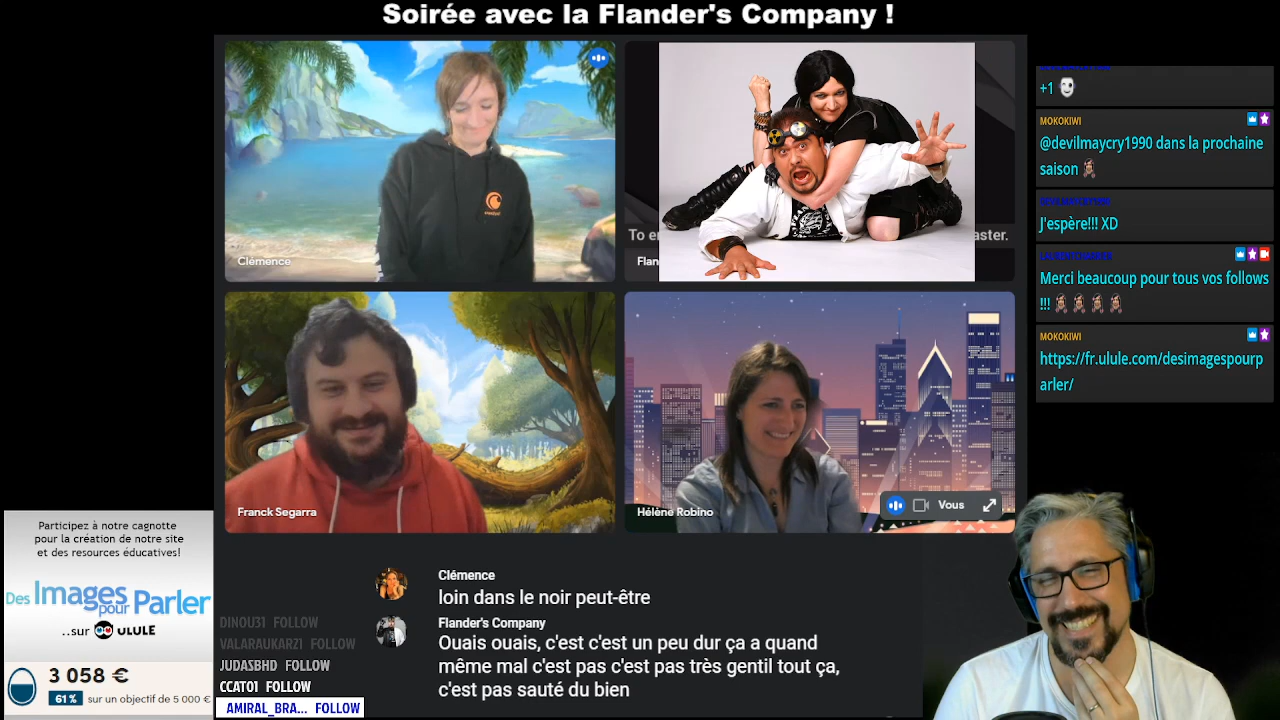 Soirée avec la Flander's Company !
Clémence
To en
aster.
Flan
Franck Segarra
Hélène Robino
Vous
+1
MOKOKIWI
@devilmaycry1990 dans la prochaine
saison
J'espère!!! XD
Merci beaucoup pour tous vos follows
!!!
MOKOKIWI
https://fr.ulule.com/desimagespourp
arler/
Participez à notre cagnotte
pour la création de notre site
et des resources éducatives!
Des Images pour Parler
..sur ULULE
3 058 €
61 % sur un objectif de 5 000 €
DINOU31 FOLLOW
VALARAUKAR21 FOLLOW
JUDASBHD FOLLOW
CCATO1 FOLLOW
AMIRAL_BRA... FOLLOW
Clémence
loin dans le noir peut-être
Flander's Company
Ouais ouais, c'est c'est un peu dur ça a quand
même mal c'est pas c'est pas très gentil tout ça,
c'est pas sauté du bien